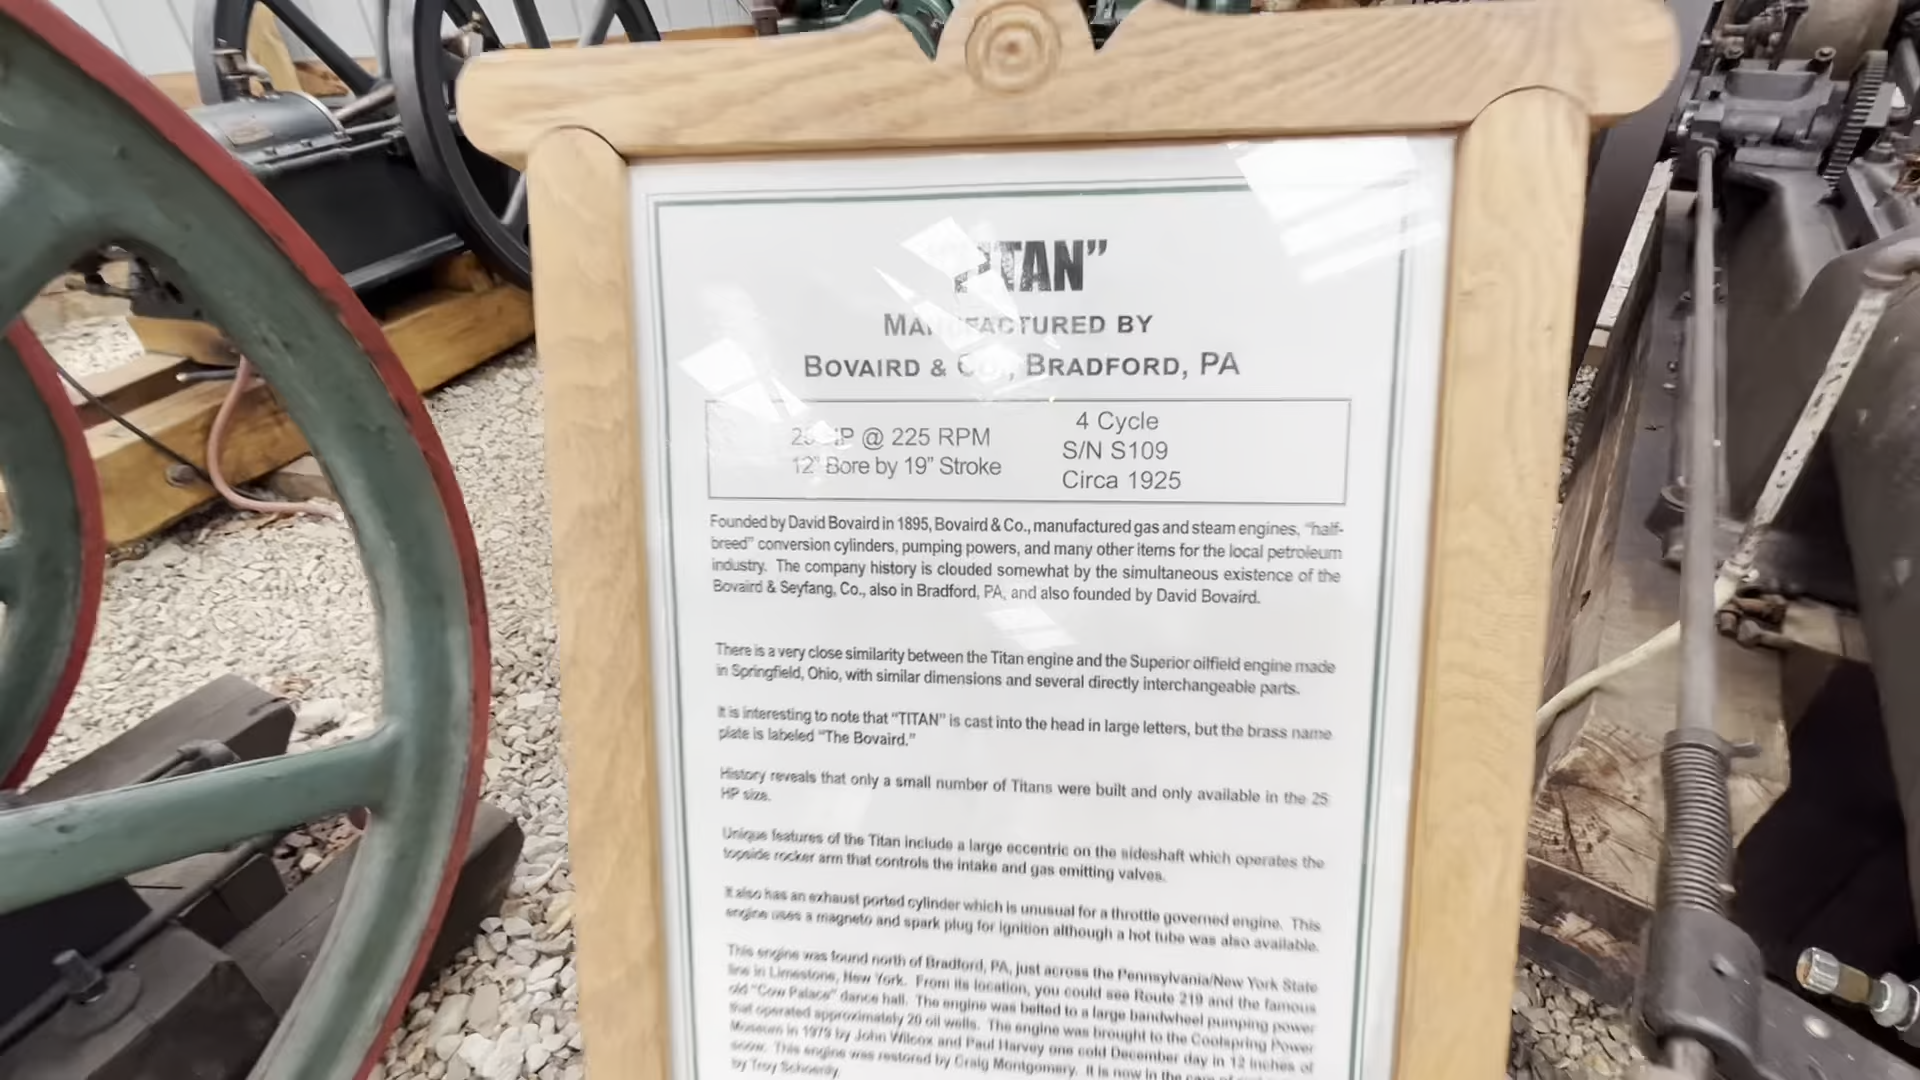 "TITAN"
MANUFACTURED BY
BOVAIRD & CO., BRADFORD, PA
25 HP @ 225 RPM
12" Bore by 19" Stroke
4 Cycle
S/N S109
Circa 1925
Founded by David Bovaird in 1895, Bovaird & Co., manufactured gas and steam engines, "half-
breed" conversion cylinders, pumping powers, and many other items for the local petroleum
industry. The company history is clouded somewhat by the simultaneous existence of the
Bovaird & Seyfang, Co., also in Bradford, PA, and also founded by David Bovaird.
There is a very close similarity between the Titan engine and the Superior oilfield engine made
in Springfield, Ohio, with similar dimensions and several directly interchangeable parts.
It is interesting to note that "TITAN" is cast into the head in large letters, but the brass name
plate is labeled "The Bovaird."
History reveals that only a small number of Titans were built and only available in the 25
HP size.
Unique features of the Titan include a large eccentric on the sideshaft which operates the
topside rocker arm that controls the intake and gas emitting valves.
It also has an exhaust ported cylinder which is unusual for a throttle governed engine. This
engine uses a magneto and spark plug for ignition although a hot tube was also available.
This engine was found north of Bradford, PA, just across the Pennsylvania/New York State
line in Limestone, New York. From its location, you could see Route 219 and the famous
old "Cow Palace" dance hall. The engine was belted to a large bandwheel pumping power
that operated approximately 20 oil wells. The engine was brought to the Coolspring Power
Museum in 1979 by John Wilcox and Paul Harvey one cold December day in 12 inches of
snow. This engine was restored by Craig Montgomery. It is now in the care of
by Troy Schoenly.